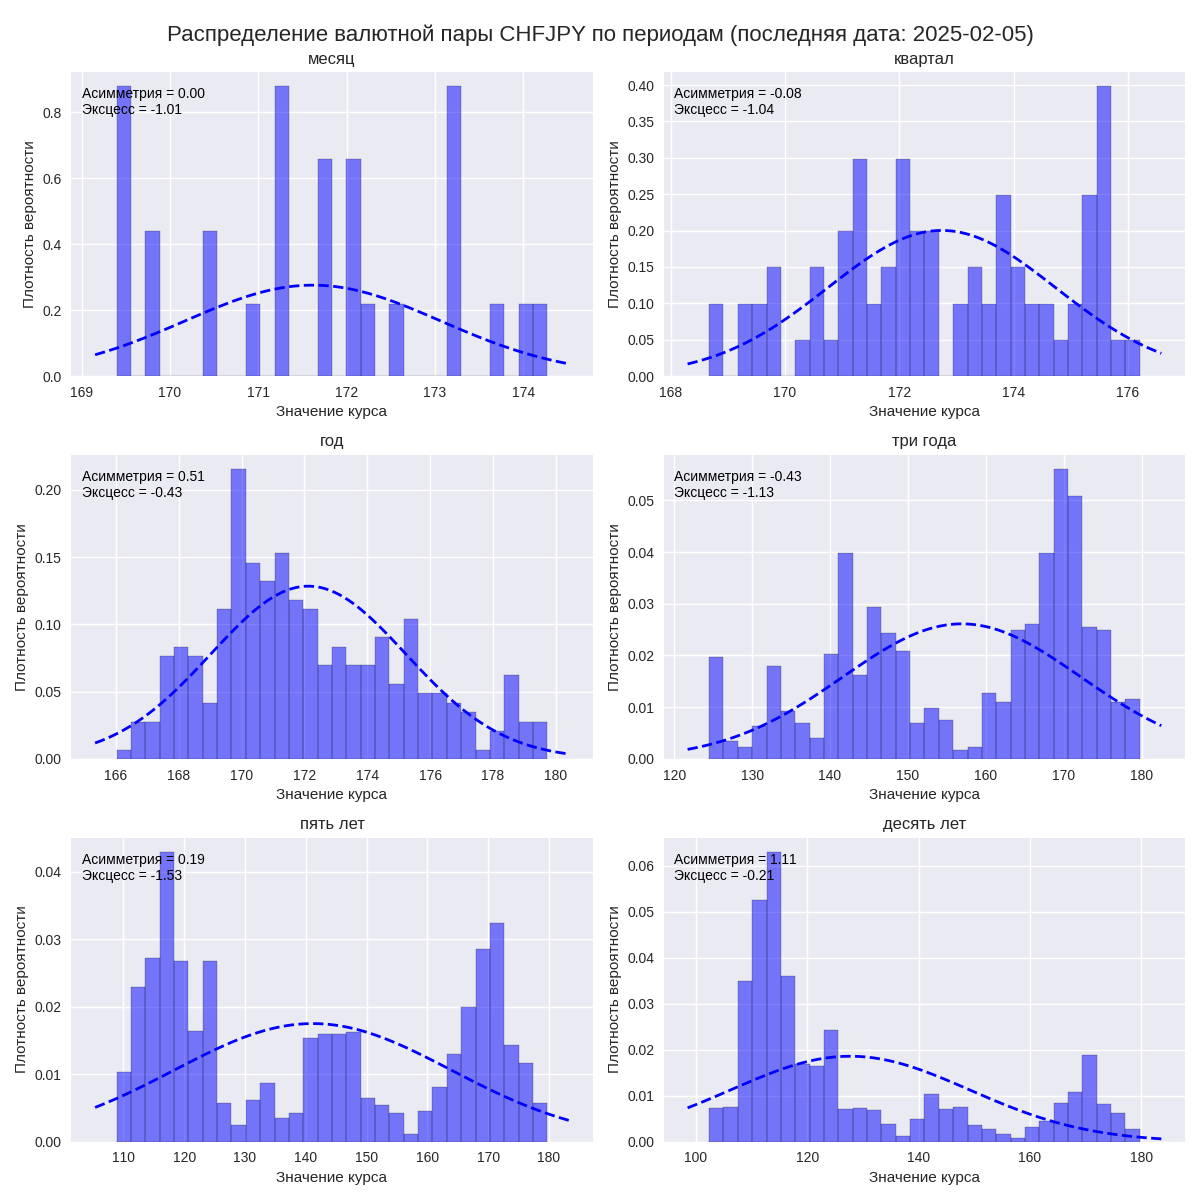 Распределение валютной пары CHFJPY по периодам (последняя дата: 2025-02-05)
месяц
Асимметрия = 0.00
Эксцесс = -1.01
Плотность вероятности
0.8
0.6
0.4
0.2
0.0
169 170 171 172 173 174
Значение курса
квартал
Асимметрия = -0.08
Эксцесс = -1.04
Плотность вероятности
0.40
0.35
0.30
0.25
0.20
0.15
0.10
0.05
0.00
168 170 172 174 176
Значение курса
год
Асимметрия = 0.51
Эксцесс = -0.43
Плотность вероятности
0.20
0.15
0.10
0.05
0.00
166 168 170 172 174 176 178 180
Значение курса
три года
Асимметрия = -0.43
Эксцесс = -1.13
Плотность вероятности
0.05
0.04
0.03
0.02
0.01
0.00
120 130 140 150 160 170 180
Значение курса
пять лет
Асимметрия = 0.19
Эксцесс = -1.53
Плотность вероятности
0.04
0.03
0.02
0.01
0.00
110 120 130 140 150 160 170 180
Значение курса
десять лет
Асимметрия = 1.11
Эксцесс = -0.21
Плотность вероятности
0.06
0.05
0.04
0.03
0.02
0.01
0.00
100 120 140 160 180
Значение курса